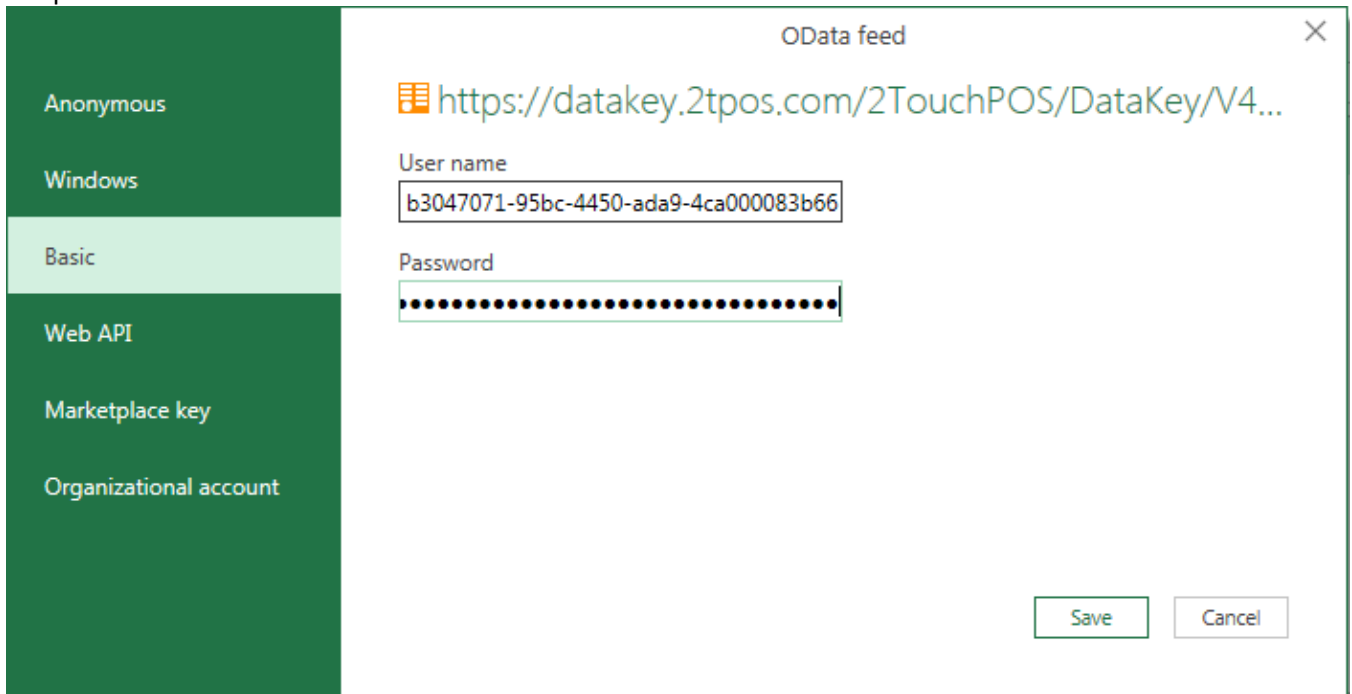 OData feed
Anonymous
Windows
Basic
Web API
Marketplace key
Organizational account
https://datakey.2tpos.com/2TouchPOS/DataKey/V4...
User name
b3047071-95bc-4450-ada9-4ca000083b66
Password
••••••••••••••••••••••••••••••••
Save Cancel